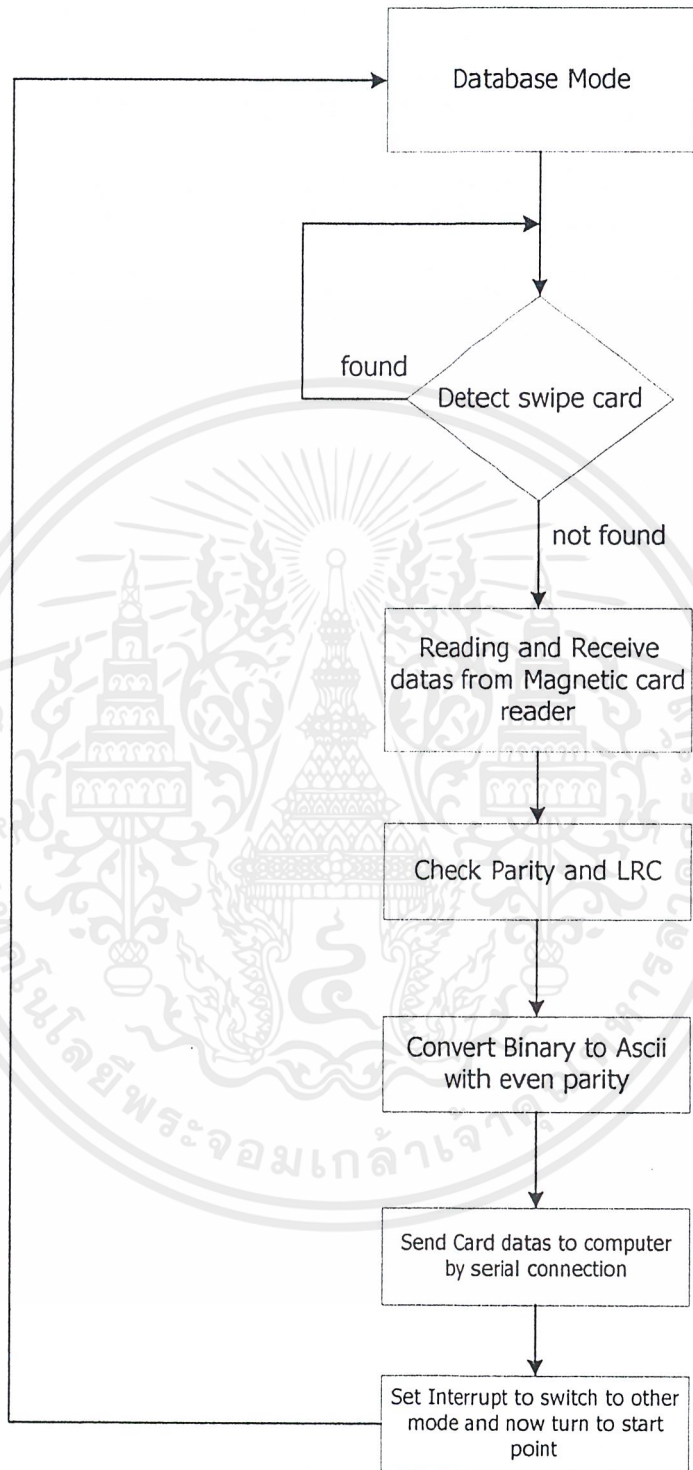 Database Mode
found
Detect swipe card
not found
Reading and Receive
datas from Magnetic card
reader
Check Parity and LRC
Convert Binary to Ascii
with even parity
Send Card datas to computer
by serial connection
Set Interrupt to switch to other
mode and now turn to start
point